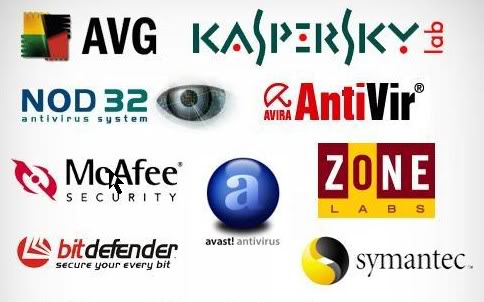 AVG
KASPERSKY lab
NOD 32
antivirus system
AVIRA AntiVir®
McAfee®
SECURITY
a
avast! antivirus
ZONE
LABS
bitdefender
secure your every bit
symantec